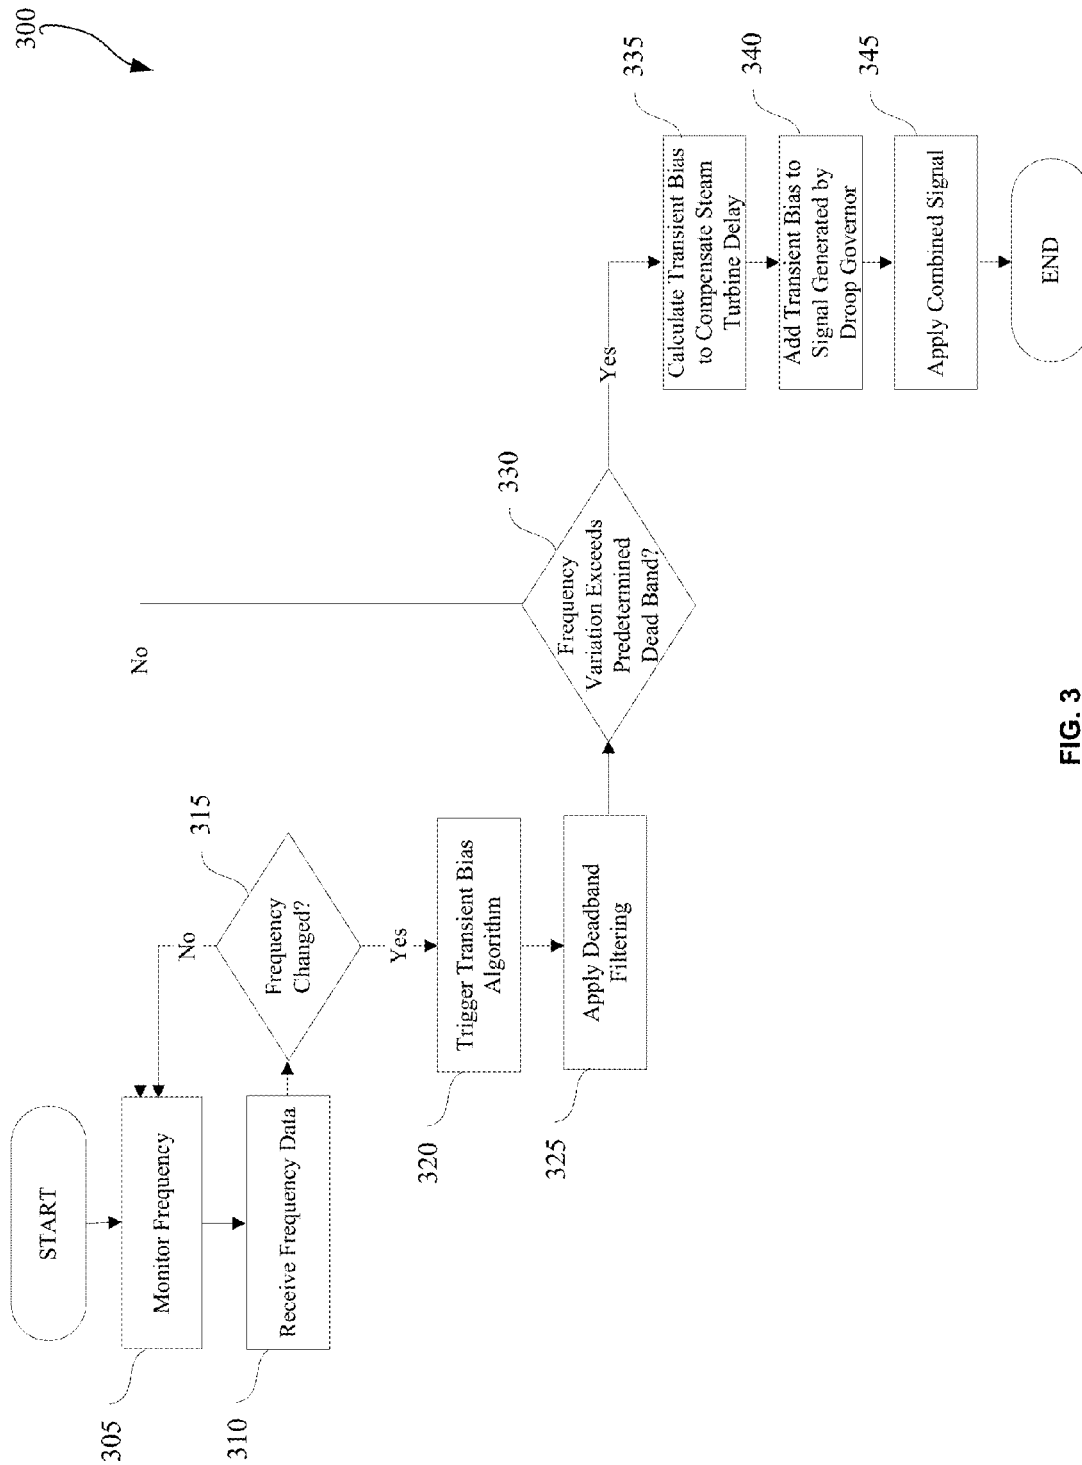 300
START
Monitor Frequency
305
Receive Frequency Data
310
Frequency
Changed?
315
No
Yes
Trigger Transient Bias
Algorithm
320
Apply Deadband
Filtering
325
Frequency
Variation Exceeds
Predetermined
Dead Band?
330
No
Yes
Calculate Transient Bias
to Compensate Steam
Turbine Delay
335
Add Transient Bias to
Signal Generated by
Droop Governor
340
Apply Combined Signal
345
END
FIG. 3